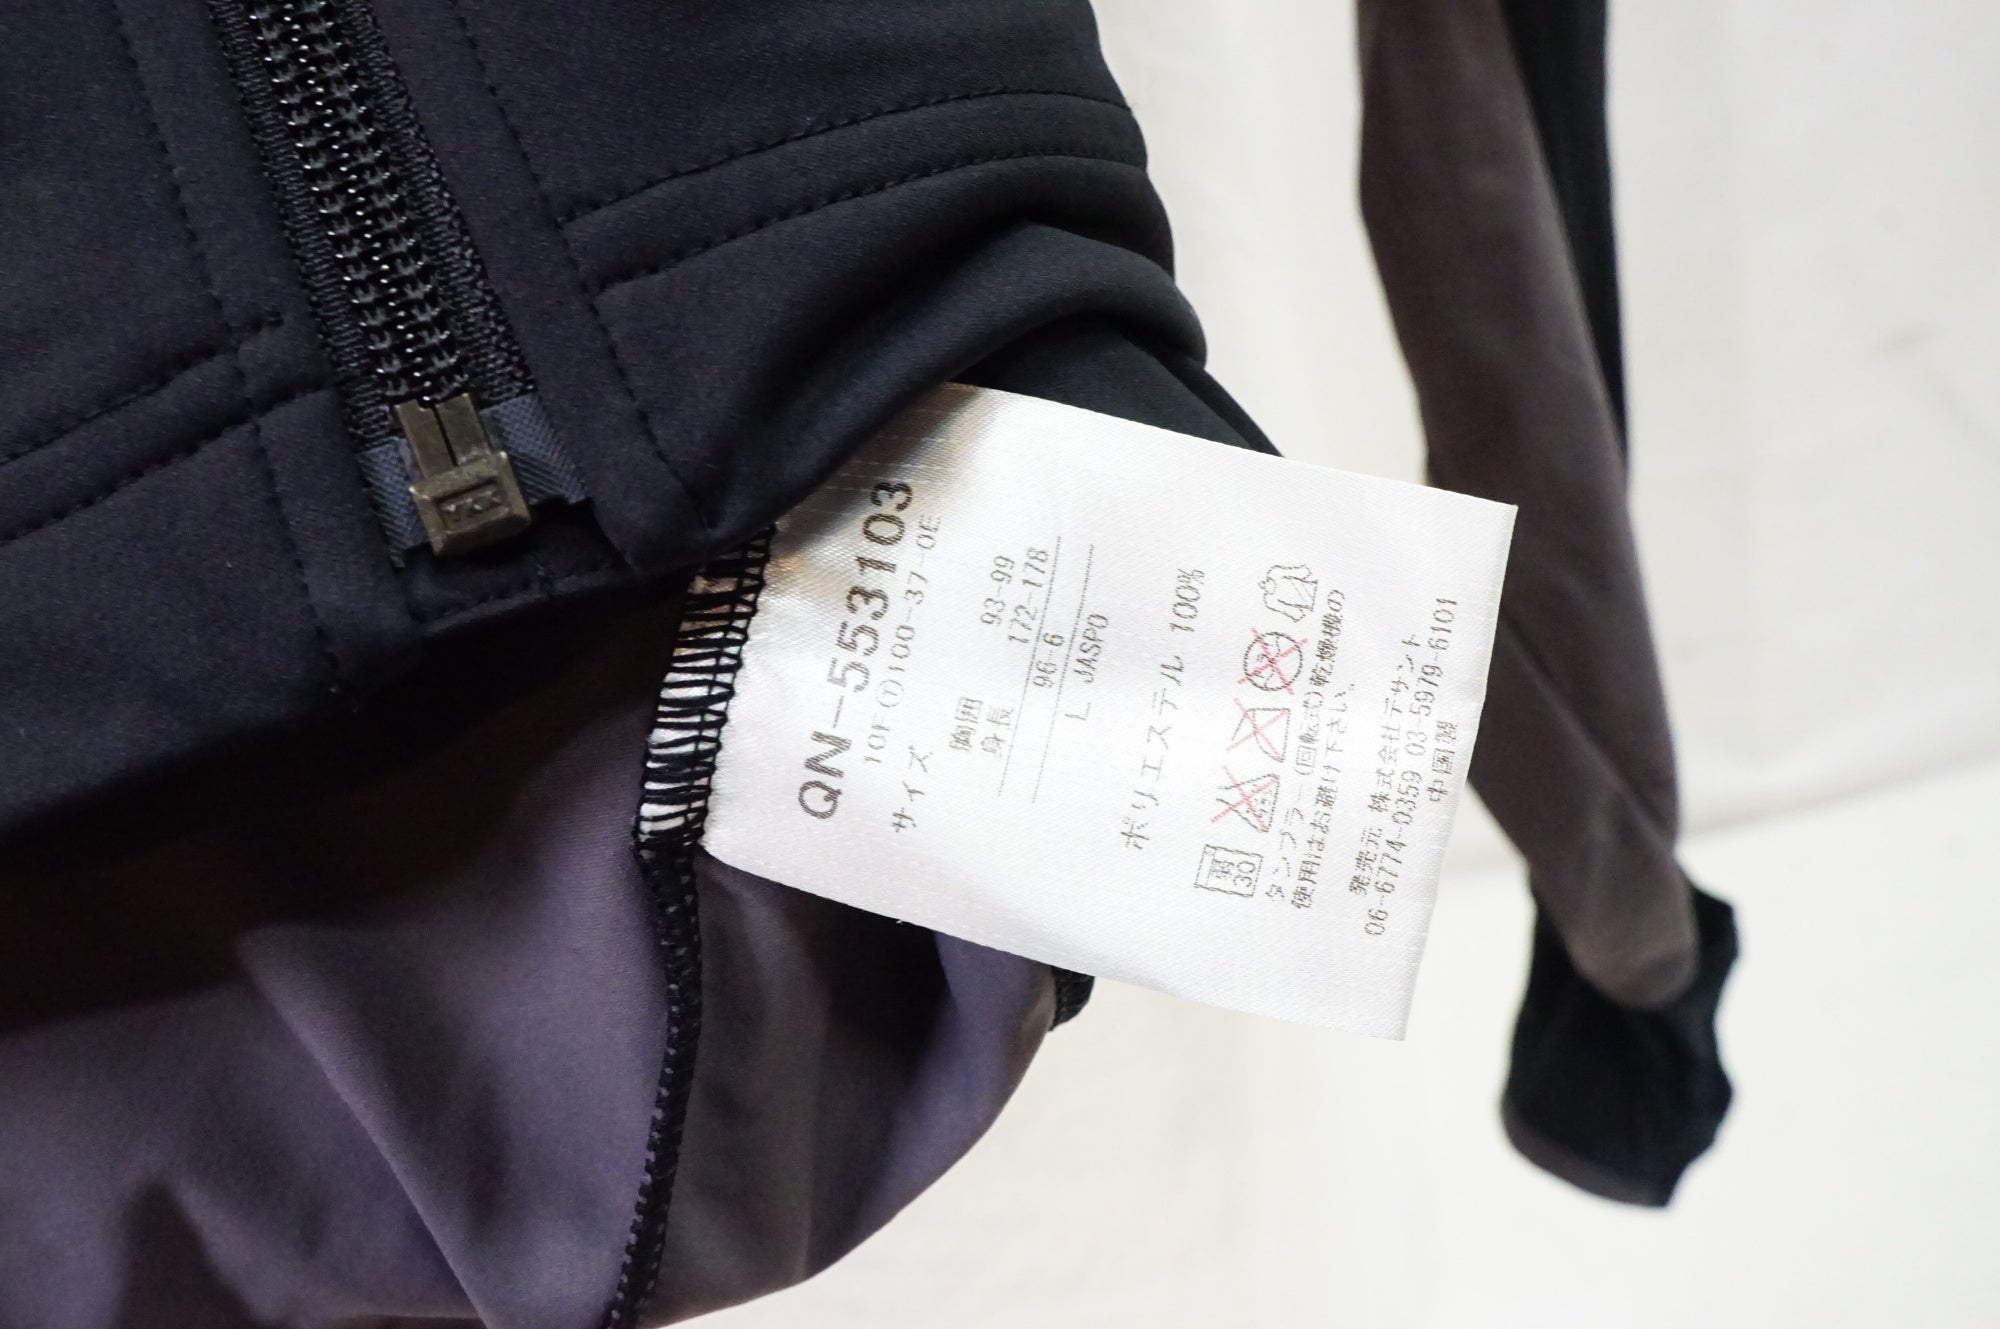 QN-553103
10FⓉ100-37-0E
サイズ
胸囲 93-99
身長 172-178
96-6
L JASPO
ポリエステル 100%
弱 30
タンブラー(回転式)乾燥機の
使用はお避け下さい。
発売元 株式会社デサント
06-6774-0359 03-5979-6101
中国製
YKK